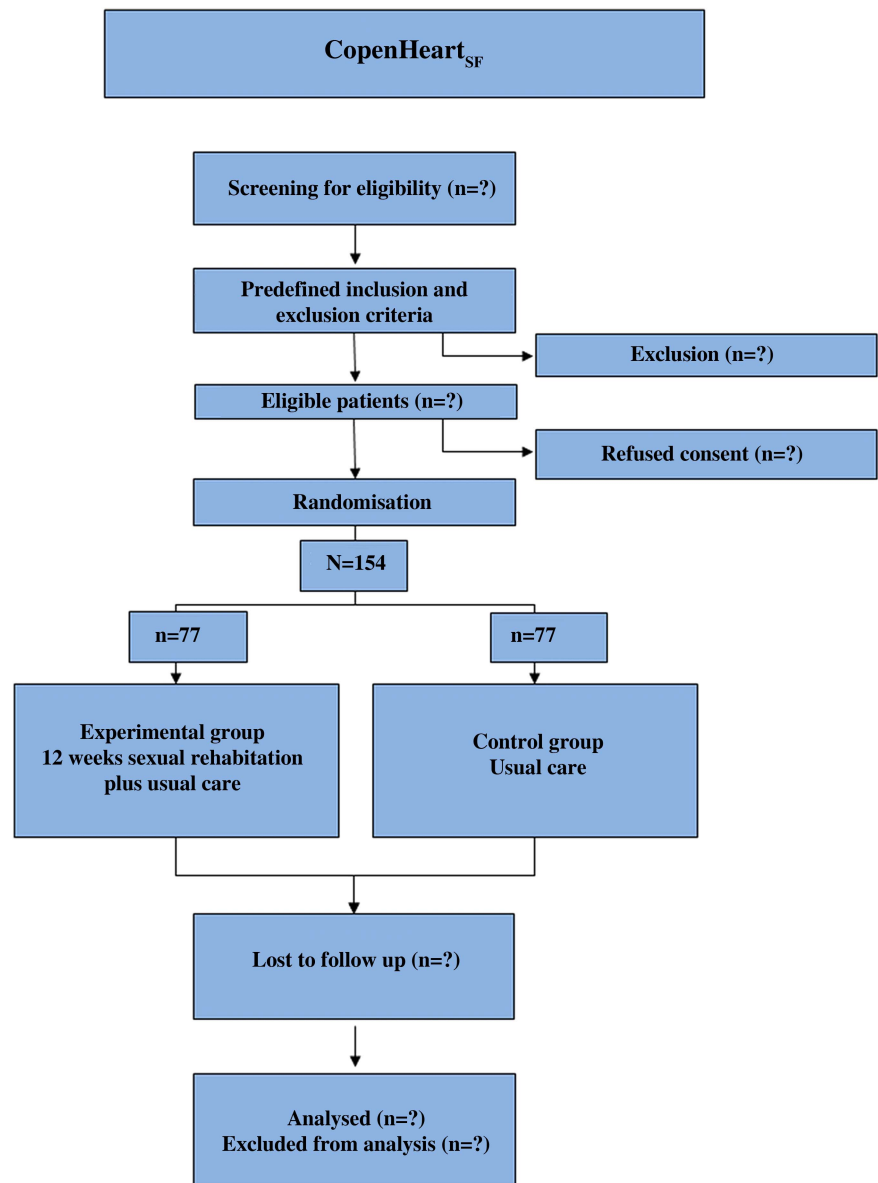 CopenHeartSF
Screening for eligibility (n=?)
Predefined inclusion and
exclusion criteria
Exclusion (n=?)
Eligible patients (n=?)
Refused consent (n=?)
Randomisation
N=154
n=77
n=77
Experimental group
12 weeks sexual rehabitation
plus usual care
Control group
Usual care
Lost to follow up (n=?)
Analysed (n=?)
Excluded from analysis (n=?)